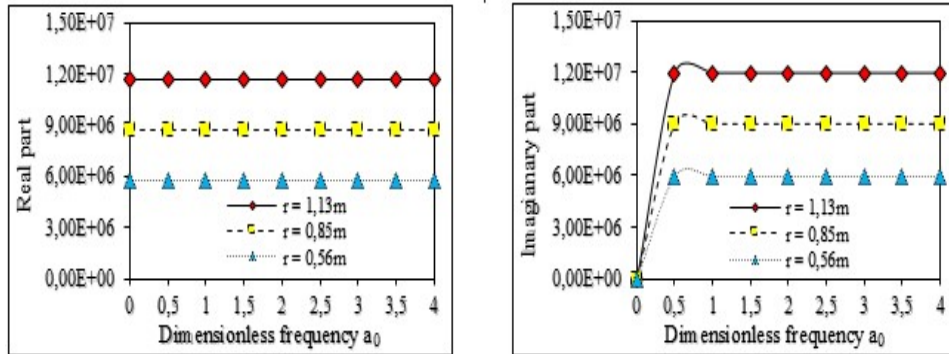 1,50E+07
1,20E+07
9,00E+06
6,00E+06
3,00E+06
0,00E+00
Real part
r = 1,13m
r = 0,85m
r = 0,56m
0 0,5 1 1,5 2 2,5 3 3,5 4
Dimensionless frequency a0
1,50E+07
1,20E+07
9,00E+06
6,00E+06
3,00E+06
0,00E+00
Imagianary part
r = 1,13m
r = 0,85m
r = 0,56m
0 0,5 1 1,5 2 2,5 3 3,5 4
Dimensionless frequency a0